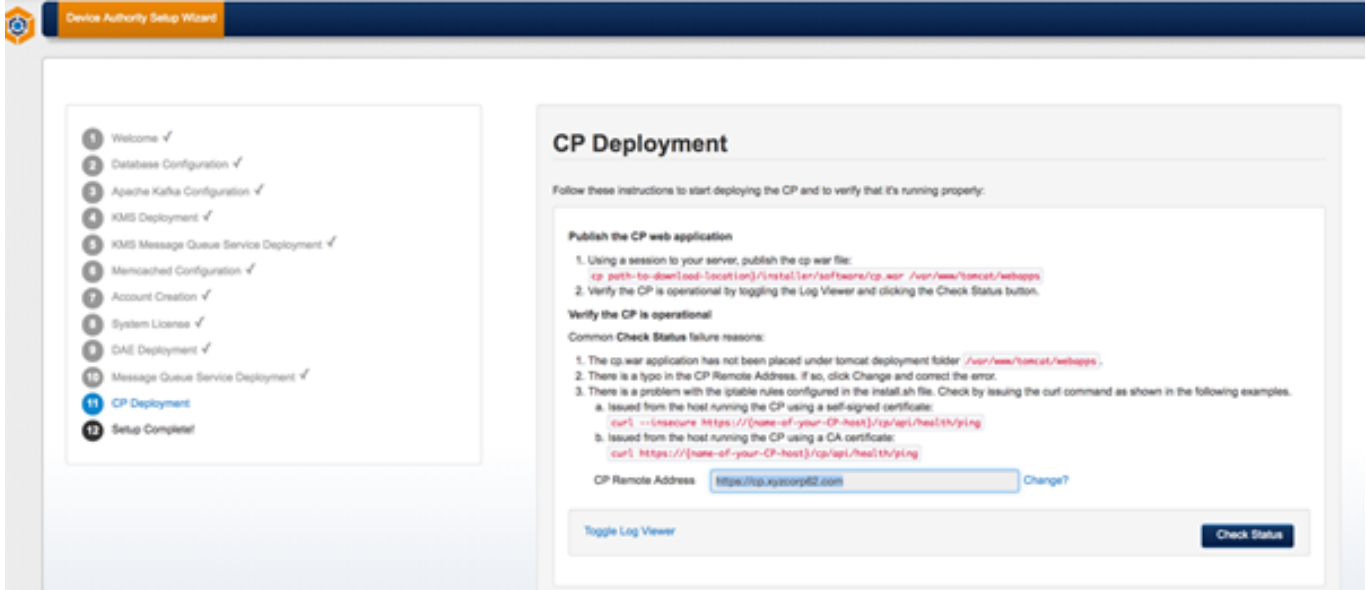 Device Authority Setup Wizard
1 Welcome ✓
2 Database Configuration ✓
3 Apache Kafka Configuration ✓
4 KMS Deployment ✓
5 KMS Message Queue Service Deployment ✓
6 Memcached Configuration ✓
7 Account Creation ✓
8 System License ✓
9 DAE Deployment ✓
10 Message Queue Service Deployment ✓
11 CP Deployment
12 Setup Complete!
CP Deployment
Follow these instructions to start deploying the CP and to verify that it's running properly:
Publish the CP web application
1. Using a session to your server, publish the cp war file:
cp path-to-download-location}/installer/software/cp.war /var/www/tomcat/webapps
2. Verify the CP is operational by toggling the Log Viewer and clicking the Check Status button.
Verify the CP is operational
Common Check Status failure reasons:
1. The cp.war application has not been placed under tomcat deployment folder /var/www/tomcat/webapps.
2. There is a typo in the CP Remote Address. If so, click Change and correct the error.
3. There is a problem with the iptable rules configured in the install.sh file. Check by issuing the curl command as shown in the following examples.
a. Issued from the host running the CP using a self-signed certificate:
curl --insecure https://{name-of-your-CP-host}/cp/api/health/ping
b. Issued from the host running the CP using a CA certificate:
curl https://{name-of-your-CP-host}/cp/api/health/ping
CP Remote Address https://cp.xyzcorp62.com Change?
Toggle Log Viewer Check Status